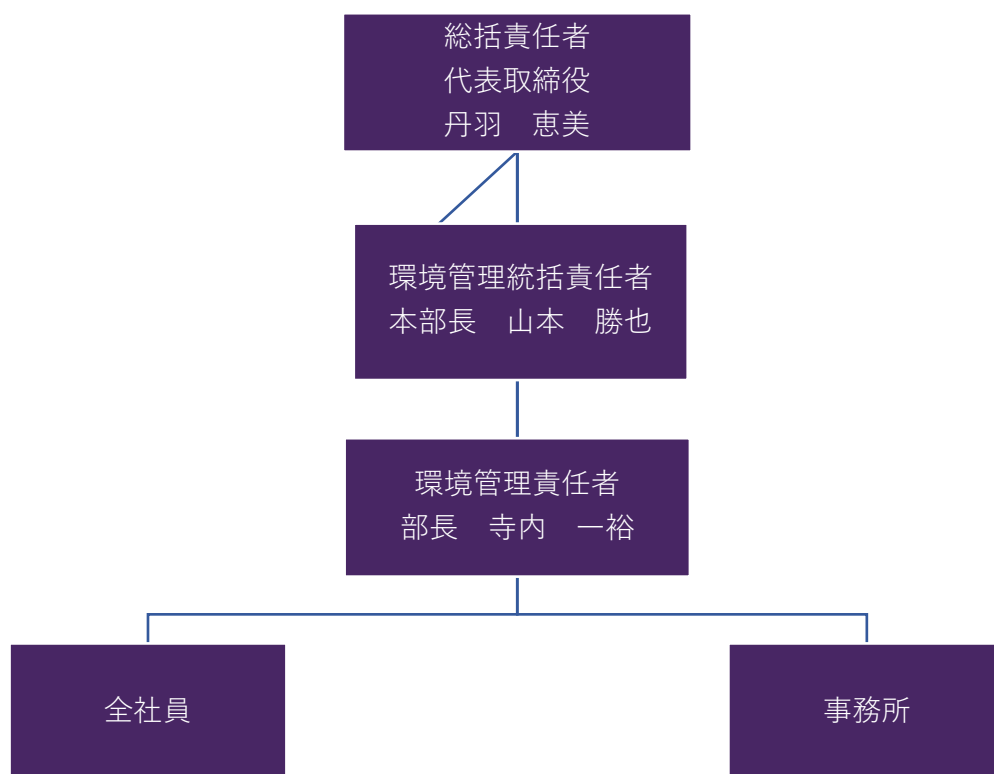 総括責任者
代表取締役
丹羽　恵美
環境管理統括責任者
本部長　山本　勝也
環境管理責任者
部長　寺内　一裕
全社員
事務所